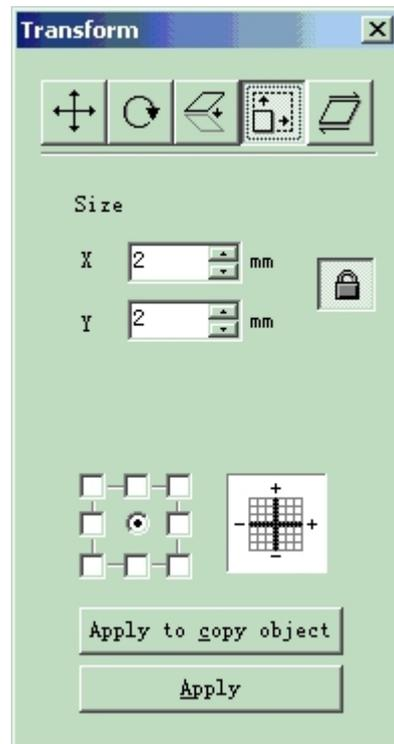 Transform
Size
X 2 mm
Y 2 mm
+
- +
-
Apply to copy object
Apply